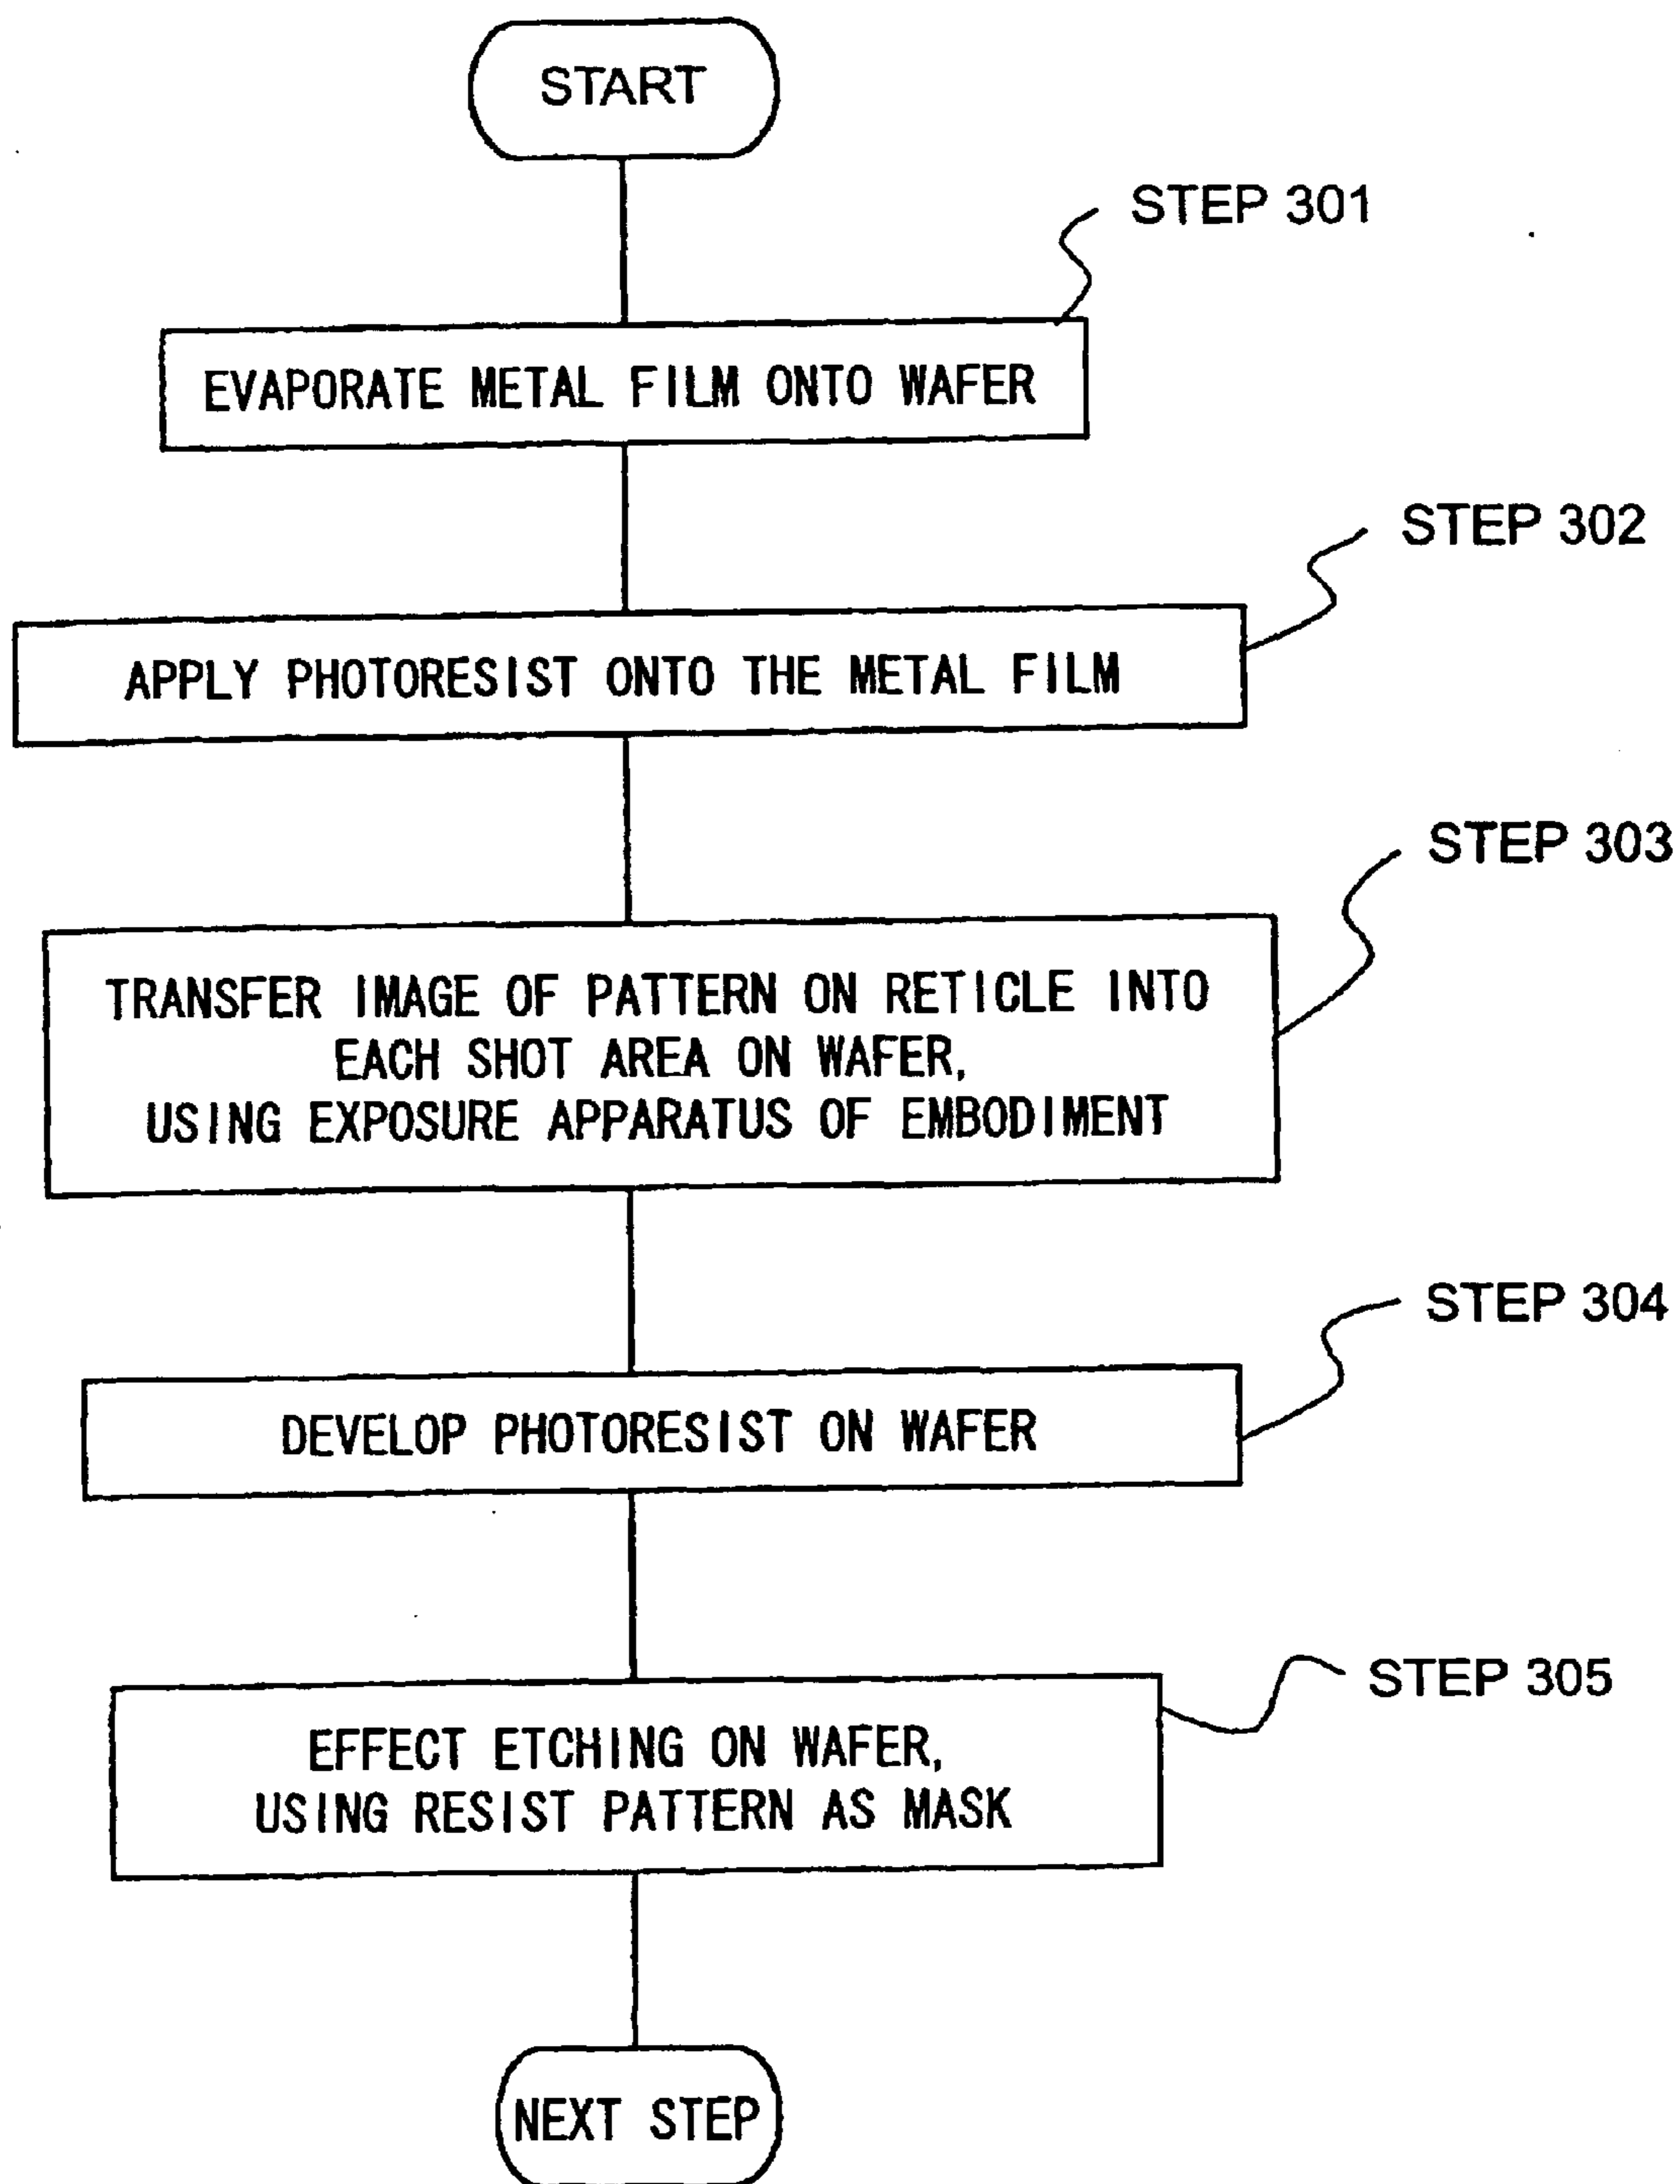 START
STEP 301
EVAPORATE METAL FILM ONTO WAFER
STEP 302
APPLY PHOTORESIST ONTO THE METAL FILM
STEP 303
TRANSFER IMAGE OF PATTERN ON RETICLE INTO
EACH SHOT AREA ON WAFER,
USING EXPOSURE APPARATUS OF EMBODIMENT
STEP 304
DEVELOP PHOTORESIST ON WAFER
STEP 305
EFFECT ETCHING ON WAFER,
USING RESIST PATTERN AS MASK
NEXT STEP